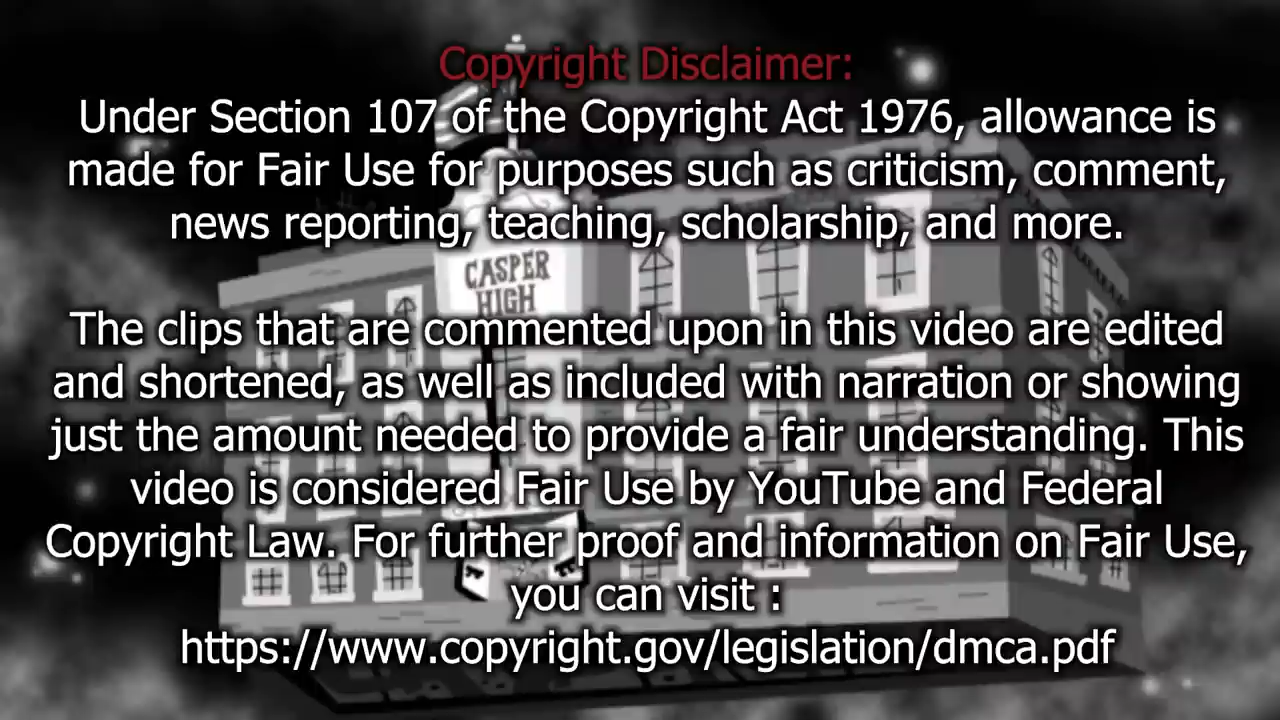 Copyright Disclaimer:
Under Section 107 of the Copyright Act 1976, allowance is
made for Fair Use for purposes such as criticism, comment,
news reporting, teaching, scholarship, and more.
CASPER
HIGH
The clips that are commented upon in this video are edited
and shortened, as well as included with narration or showing
just the amount needed to provide a fair understanding. This
video is considered Fair Use by YouTube and Federal
Copyright Law. For further proof and information on Fair Use,
you can visit :
https://www.copyright.gov/legislation/dmca.pdf